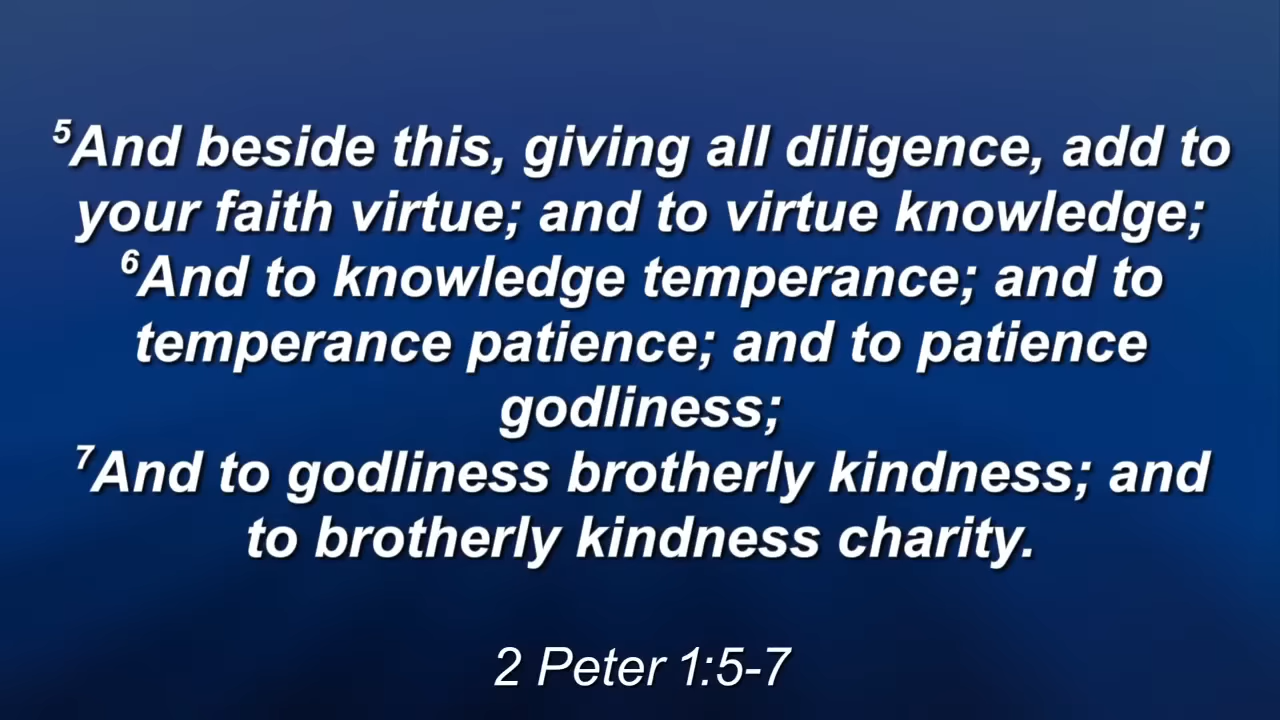 ⁵And beside this, giving all diligence, add to
your faith virtue; and to virtue knowledge;
⁶And to knowledge temperance; and to
temperance patience; and to patience
godliness;
⁷And to godliness brotherly kindness; and
to brotherly kindness charity.
2 Peter 1:5-7